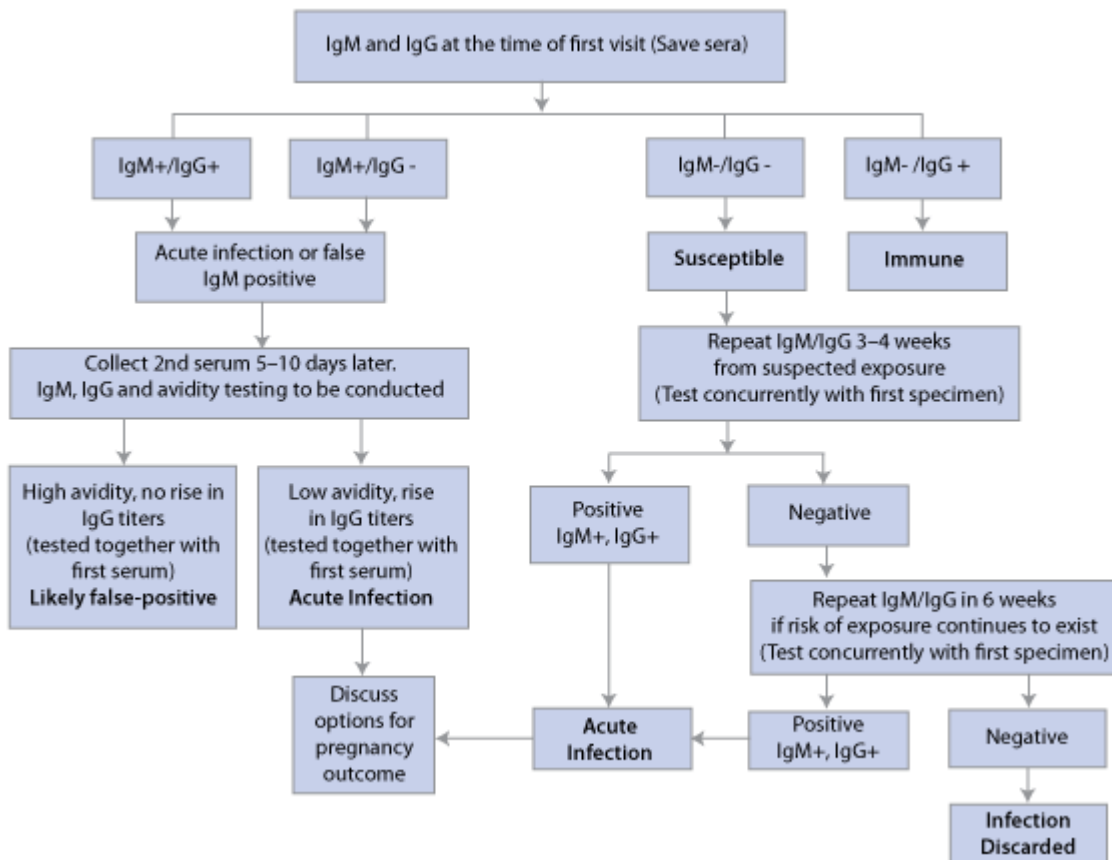 IgM and IgG at the time of first visit (Save sera)
IgM+/IgG+
IgM+/IgG -
IgM-/IgG -
IgM- /IgG +
Acute infection or false
IgM positive
Susceptible
Immune
Collect 2nd serum 5–10 days later.
IgM, IgG and avidity testing to be conducted
Repeat IgM/IgG 3–4 weeks
from suspected exposure
(Test concurrently with first specimen)
High avidity, no rise in
IgG titers
(tested together with
first serum)
Likely false-positive
Low avidity, rise
in IgG titers
(tested together with
first serum)
Acute Infection
Positive
IgM+, IgG+
Negative
Repeat IgM/IgG in 6 weeks
if risk of exposure continues to exist
(Test concurrently with first specimen)
Discuss
options for
pregnancy
outcome
Acute
Infection
Positive
IgM+, IgG+
Negative
Infection
Discarded